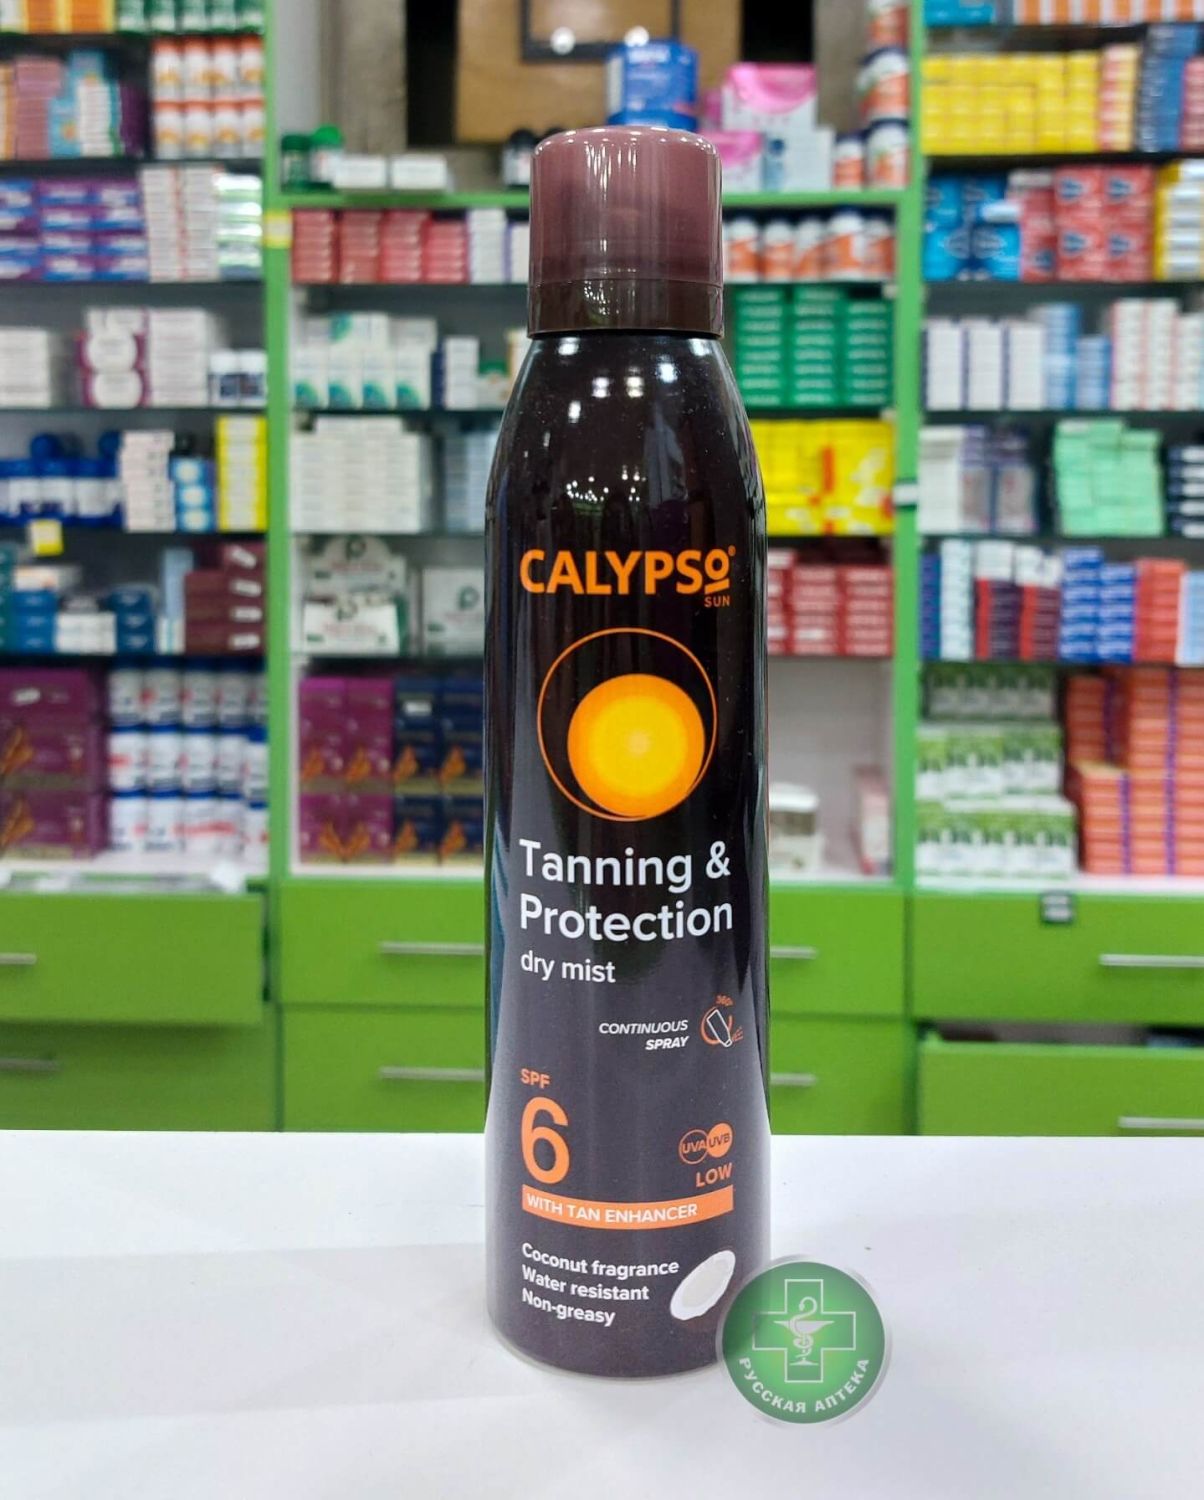 CALYPSO®
SUN
Tanning &
Protection
dry mist
360°
CONTINUOUS
SPRAY
SPF
6
UVA UVB
LOW
WITH TAN ENHANCER
Coconut fragrance
Water resistant
Non-greasy
РУССКАЯ АПТЕКА